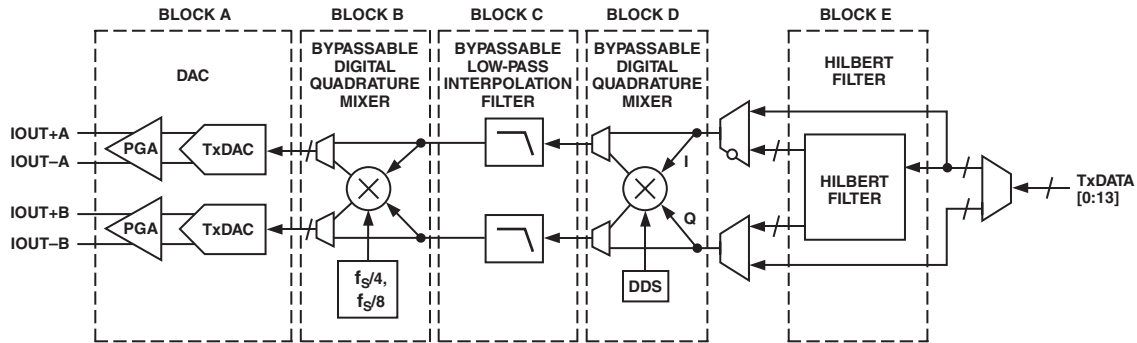 BLOCK A
BLOCK B
BLOCK C
BLOCK D
BLOCK E
DAC
BYPASSABLE
DIGITAL
QUADRATURE
MIXER
BYPASSABLE
LOW-PASS
INTERPOLATION
FILTER
BYPASSABLE
DIGITAL
QUADRATURE
MIXER
HILBERT
FILTER
IOUT+A
IOUT–A
PGA
TxDAC
IOUT+B
IOUT–B
PGA
TxDAC
fS/4,
fS/8
I
Q
DDS
HILBERT
FILTER
TxDATA
[0:13]